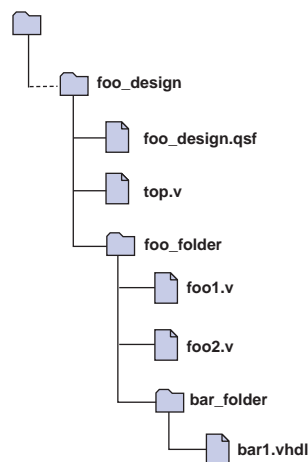 foo_design
foo_design.qsf
top.v
foo_folder
foo1.v
foo2.v
bar_folder
bar1.vhdl